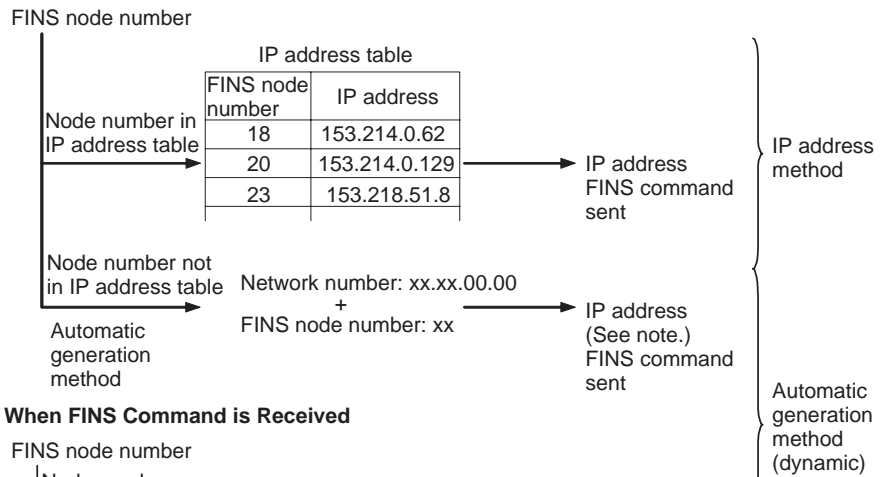 FINS node number
IP address table
FINS node number
IP address
18
153.214.0.62
20
153.214.0.129
23
153.218.51.8
Node number in
IP address table
IP address
FINS command
sent
IP address
method
Node number not
in IP address table
Automatic
generation
method
Network number: xx.xx.00.00
+
FINS node number: xx
IP address
(See note.)
FINS command
sent
Automatic
generation
method
(dynamic)
When FINS Command is Received
FINS node number